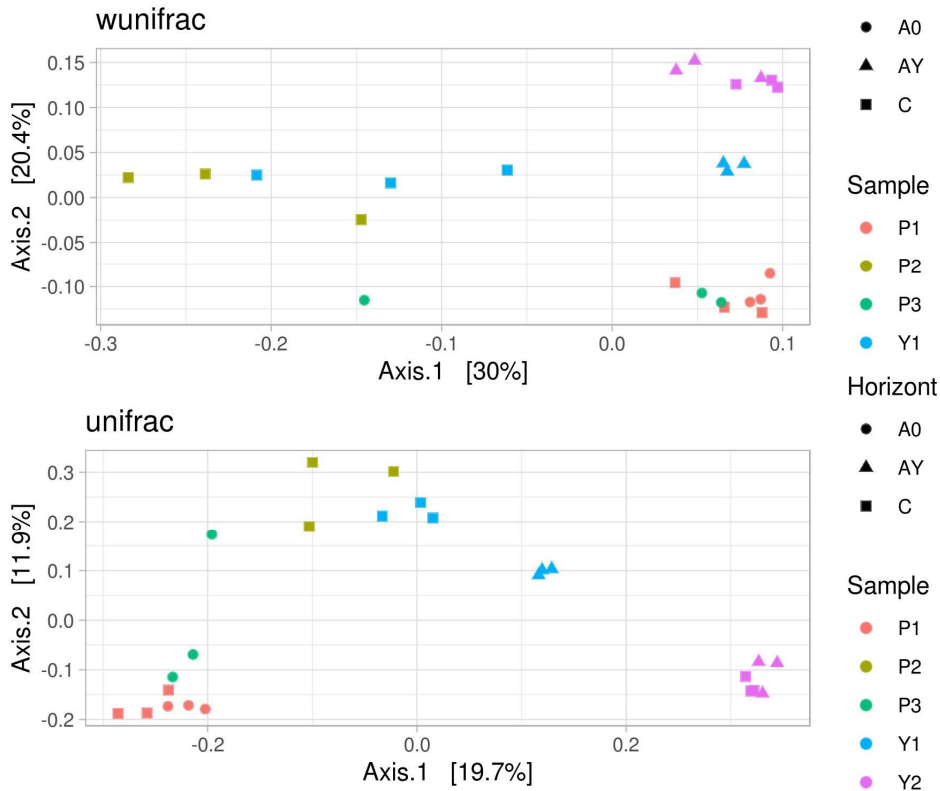 wunifrac
0.15
0.10
0.05
0.00
-0.05
-0.10
Axis.2 [20.4%]
-0.3 -0.2 -0.1 0.0 0.1
Axis.1 [30%]
A0
AY
C
Sample
P1
P2
P3
Y1
unifrac
0.3
0.2
0.1
0.0
-0.1
-0.2
Axis.2 [11.9%]
-0.2 0.0 0.2
Axis.1 [19.7%]
Horizont
A0
AY
C
Sample
P1
P2
P3
Y1
Y2